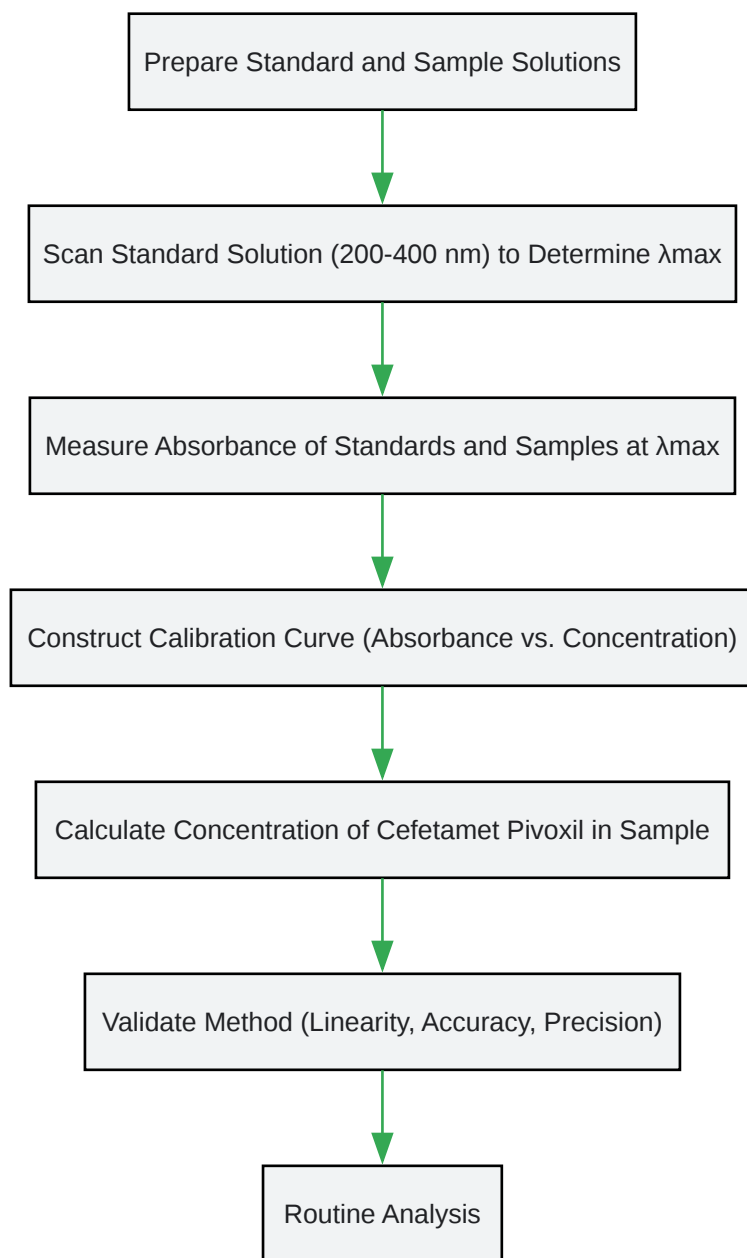 Prepare Standard and Sample Solutions
Scan Standard Solution (200-400 nm) to Determine λmax
Measure Absorbance of Standards and Samples at λmax
Construct Calibration Curve (Absorbance vs. Concentration)
Calculate Concentration of Cefetamet Pivoxil in Sample
Validate Method (Linearity, Accuracy, Precision)
Routine Analysis